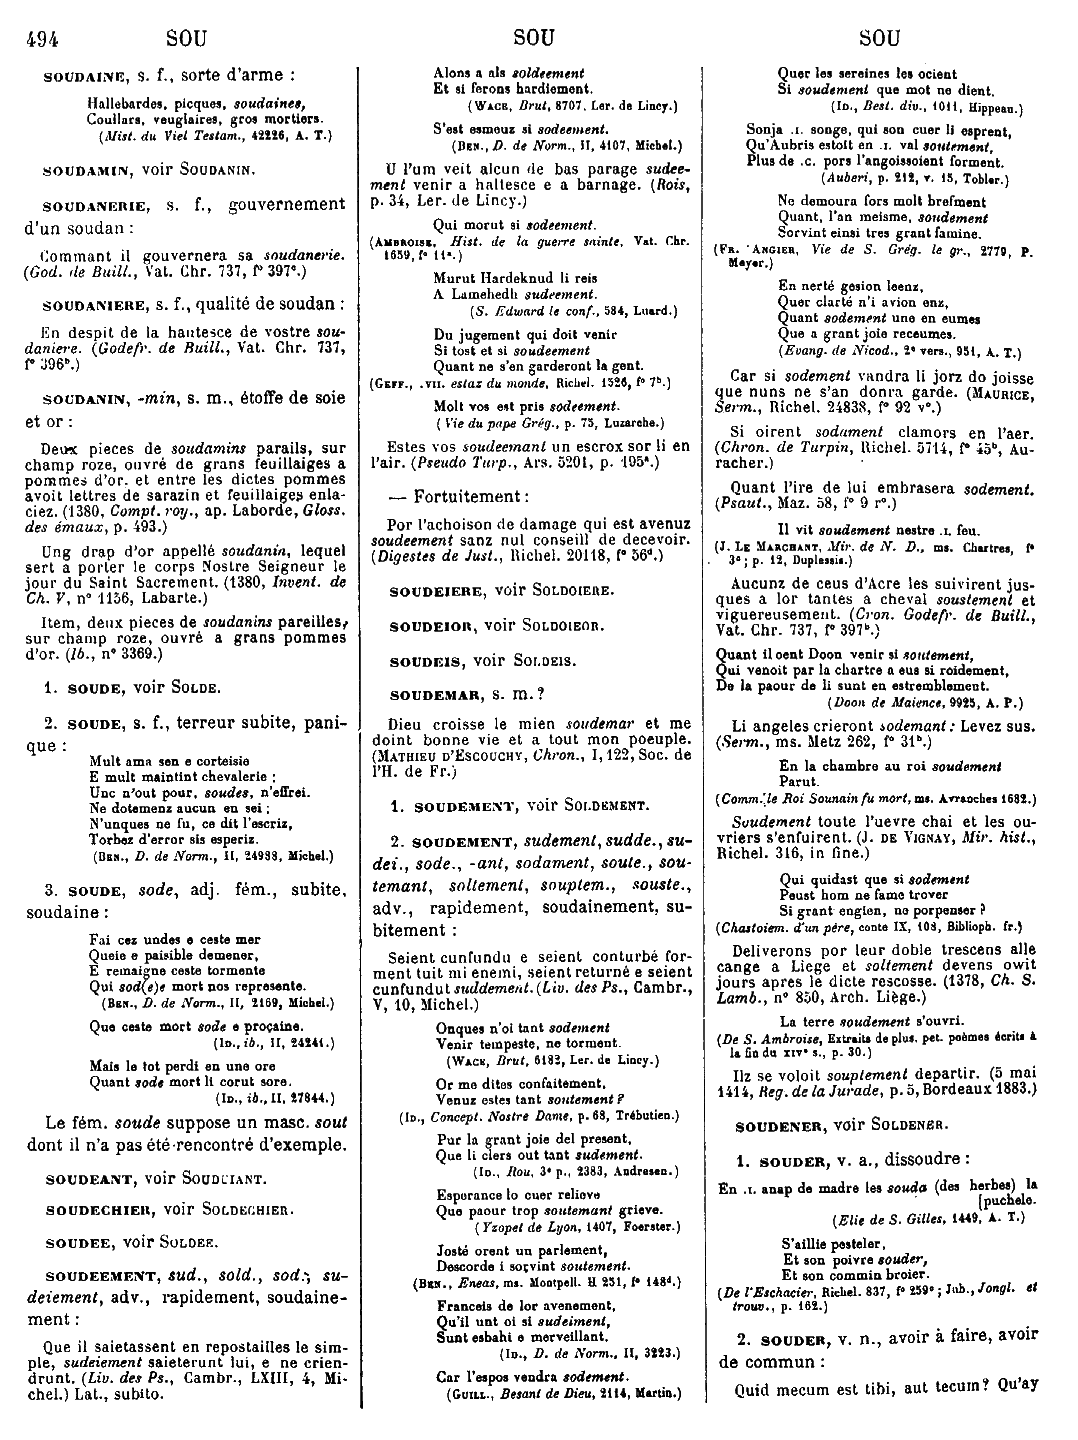 494 SOU SOU SOU
SOUDAINE, s. f., sorte d'arme :
Hallebardes, picques, soudaines,
Coullars, veuglaires, gros mortiers.
(Mist. du Viel Testam., 42226, A. T.)
SOUDAMIN, voir SOUDANIN.
SOUDANERIE, s. f., gouvernement
d'un soudan :
Commant il gouvernera sa soudanerie.
(God. de Buill., Vat. Chr. 737, f° 397ª.)
SOUDANIERE, s. f., qualité de soudan :
En despit de la hautesce de vostre sou-
daniere. (Godefr. de Buill., Vat. Chr. 737,
f° 396ᵇ.)
SOUDANIN, -min, s. m., étoffe de soie
et or :
Deux pieces de soudamins parails, sur
champ roze, ouvré de grans feuillaiges a
pommes d'or, et entre les dictes pommes
avoit lettres de sarazin et feuillaiges enla-
ciez. (1380, Compt. roy., ap. Laborde, Gloss.
des émaux, p. 493.)
Ung drap d'or appellé soudanin, lequel
sert a porter le corps Nostre Seigneur le
jour du Saint Sacrement. (1380, Invent. de
Ch. V, n° 1156, Labarte.)
Item, deux pieces de soudanins pareilles,
sur champ roze, ouvré a grans pommes
d'or. (Ib., n° 3369.)
1. SOUDE, voir SOLDE.
2. SOUDE, s. f., terreur subite, pani-
que :
Mult ama sen e corteisie
E mult maintint chevalerie ;
Unc n'out pour, soudes, n'effrei.
Ne dotemenz aucun en sei ;
N'unques ne fu, ce dit l'escriz,
Torbez d'error sis esperiz.
(BEN., D. de Norm., II, 24988, Michel.)
3. SOUDE, sode, adj. fém., subite,
soudaine :
Fai cez undes e ceste mer
Queie e paisible demener,
E remaigne ceste tormente
Qui sod(e)e mort nos represente.
(BEN., D. de Norm., II, 2169, Michel.)
Que ceste mort sode e proçaine.
(ID., ib., II, 24241.)
Mais le tot perdi en une ore
Quant sode mort li corut sore.
(ID., ib., II, 27844.)
Le fém. soude suppose un masc. sout
dont il n'a pas été rencontré d'exemple.
SOUDEANT, voir SOUDUIANT.
SOUDECHIER, voir SOLDECHIER.
SOUDEE, voir SOLDEE.
SOUDEEMENT, sud., sold., sod., su-
deiement, adv., rapidement, soudaine-
ment :
Que il saietassent en repostailles le sim-
ple, sudeiement saieterunt lui, e ne crien-
drunt. (Liv. des Ps., Cambr., LXIII, 4, Mi-
chel.) Lat., subito.
Alons a als soldeement
Et si ferons hardiement.
(WACE, Brut, 8707, Ler. de Lincy.)
S'est esmeuz si sodeement.
(BEN., D. de Norm., II, 4107, Michel.)
U l'um veit alcun de bas parage sudee-
ment venir a haltesce e a barnage. (Rois,
p. 34, Ler. de Lincy.)
Qui morut si sodeement.
(AMBROISE, Hist. de la guerre sainte, Vat. Chr.
1659, f° 11ª.)
Murut Hardeknud li reis
A Lamehedh sudeement.
(S. Edward le conf., 584, Luard.)
Du jugement qui doit venir
Si tost et si soudeement
Quant ne s'en garderont la gent.
(GEFF., .VII. estaz du monde, Richel. 1526, f° 7ᵇ.)
Molt vos est pris sodeement.
(Vie du pape Grég., p. 75, Luzarche.)
Estes vos soudeemant un escrox sor li en
l'air. (Pseudo Turp., Ars. 5201, p. 195ª.)
— Fortuitement :
Por l'achoison de damage qui est avenuz
soudeement sanz nul conseill de decevoir.
(Digestes de Just., Richel. 20118, f° 56ᵈ.)
SOUDEIERE, voir SOLDOIERE.
SOUDEIOR, voir SOLDOIEOR.
SOUDEIS, voir SOLDEIS.
SOUDEMAR, s. m. ?
Dieu croisse le mien soudemar et me
doint bonne vie et a tout mon poeuple.
(MATHIEU D'ESCOUCHY, Chron., I, 122, Soc. de
l'H. de Fr.)
1. SOUDEMENT, voir SOLDEMENT.
2. SOUDEMENT, sudement, sudde., su-
dei., sode., -ant, sodament, soute., sou-
temant, soltement, souptem., souste.,
adv., rapidement, soudainement, su-
bitement :
Seient cunfundu e seient conturbé for-
ment tuit mi enemi, seient returné e seient
cunfundut suddement. (Liv. des Ps., Cambr.,
V, 10, Michel.)
Onques n'oi tant sodement
Venir tempeste, ne torment.
(WACE, Brut, 6183, Ler. de Lincy.)
Or me dites confaitement,
Venuz estes tant soutement ?
(ID., Concept. Nostre Dame, p. 68, Trébutien.)
Pur la grant joie del present,
Que li clers out tant sudement.
(ID., Rou, 3ᵉ p., 2383, Andresen.)
Esperance lo cuer relieve
Que paour trop soutemant grieve.
(Yzopet de Lyon, 1407, Foerster.)
Josté orent un parlement,
Descorde i sorvint soutement.
(BEN., Eneas, ms. Montpell. H 251, f° 148ᵈ.)
Franceis de lor avenement,
Qu'il unt oi si sudeiment,
Sunt esbahi e merveillant.
(ID., D. de Norm., II, 3223.)
Car l'espos vendra sodement.
(GUILL., Besant de Dieu, 2114, Martin.)
Quer les sereines les ocient
Si soudement que mot ne dient.
(ID., Best. div., 1011, Hippeau.)
Sonja .I. songe, qui son cuer li esprent,
Qu'Aubris estoit en .I. val soutement,
Plus de .C. pors l'angoissoient forment.
(Auberi, p. 212, v. 15, Tobler.)
Ne demoura fors molt brefment
Quant, l'an meisme, soudement
Sorvint einsi tres grant famine.
(FR. ANGIER, Vie de S. Grég. le gr., 2779, P.
Meyer.)
En nerté gesion leenz,
Quer clarté n'i avion enz,
Quant sodement une en eumes
Que a grant joie receumes.
(Evang. de Nicod., 2ᵉ vers., 951, A. T.)
Car si sodement vandra li jorz do joisse
que nuns ne s'an donra garde. (MAURICE,
Serm., Richel. 24838, f° 92 v°.)
Si oirent sodament clamors en l'aer.
(Chron. de Turpin, Richel. 5714, f° 45ᵇ, Au-
racher.)
Quant l'ire de lui embrasera sodement.
(Psaut., Maz. 58, f° 9 r°.)
Il vit soudement nestre .I. feu.
(J. LE MARCHANT, Mir. de N. D., ms. Chartres, f°
3ᵈ ; p. 12, Duplessis.)
Aucunz de ceus d'Acre les suivirent jus-
ques a lor tantes a cheval soustement et
viguereusement. (Cron. Godefr. de Buill.,
Vat. Chr. 737, f° 397ᵇ.)
Quant il oent Doon venir si soutement,
Qui venoit par la chartre a eus si roidement,
De la paour de li sunt en estremblement.
(Doon de Maience, 9925, A. P.)
Li angeles crieront sodemant : Levez sus.
(Serm., ms. Metz 262, f° 31ᵇ.)
En la chambre au roi soudement
Parut.
(Comm. le Roi Sounain fu mort, ms. Avranches 1682.)
Soudement toute l'uevre chai et les ou-
vriers s'enfuirent. (J. DE VIGNAY, Mir. hist.,
Richel. 316, in fine.)
Qui quidast que si sodement
Peust hom ne fame trover
Si grant engien, ne porpenser ?
(Chastoiem. d'un père, conte IX, 108, Biblioph. fr.)
Deliverons por leur doble trescens alle
cange a Liege et soltement devens owit
jours apres le dicte rescosse. (1378, Ch. S.
Lamb., n° 850, Arch. Liège.)
La terre soudement s'ouvri.
(De S. Ambroise, Extraits de plus. pet. poèmes écrits à
la fin du XIVᵉ s., p. 30.)
Ilz se voloit souptement departir. (5 mai
1414, Reg. de la Jurade, p. 5, Bordeaux 1883.)
SOUDENER, voir SOLDENER.
1. SOUDER, v. a., dissoudre :
En .I. anap de madre les souda (des herbes) la
[puchele.
(Elie de S. Gilles, 1449, A. T.)
S'aillie pesteler,
Et son poivre souder,
Et son commin broier.
(De l'Eschacier, Richel. 837, f° 259ᵉ ; Jub., Jongl. et
trouv., p. 162.)
2. SOUDER, v. n., avoir à faire, avoir
de commun :
Quid mecum est tibi, aut tecum ? Qu'ay